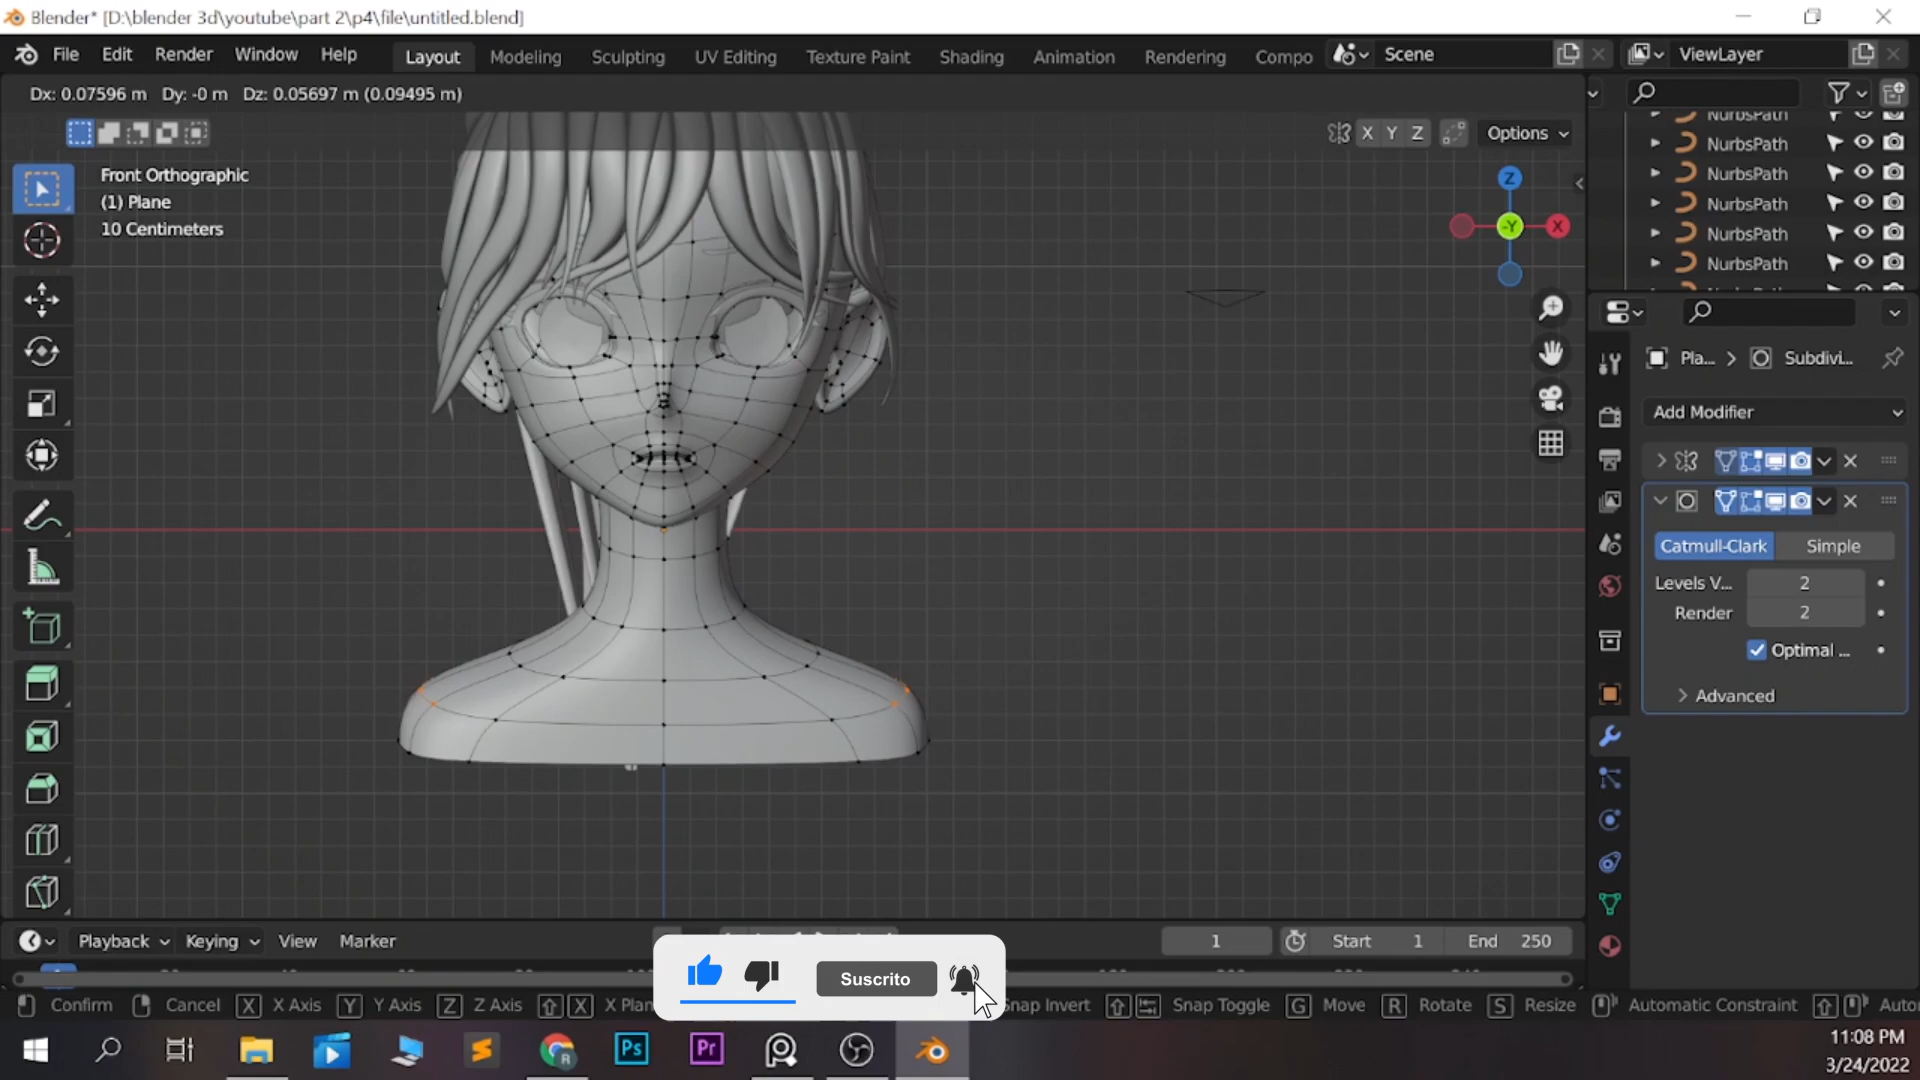 Blender* [D:\blender 3d\youtube\part 2\p4\file\untitled.blend]
File Edit Render Window Help Layout Modeling Sculpting UV Editing Texture Paint Shading Animation Rendering Compo Scene ViewLayer
Dx: 0.07596 m Dy: -0 m Dz: 0.05697 m (0.09495 m)
NurbsPath
X Y Z Options
NurbsPath
Front Orthographic
NurbsPath
(1) Plane
NurbsPath
10 Centimeters
NurbsPath
NurbsPath
Z
-Y
X
Pla... > Subdivi...
Add Modifier
Catmull-Clark Simple
Levels V... 2
Render 2
Optimal ...
Advanced
Playback Keying View Marker 1 Start 1 End 250
Suscrito
Confirm Cancel X X Axis Y Y Axis Z Z Axis X X Plan Snap Invert Snap Toggle G Move R Rotate S Resize Automatic Constraint Auto
R Ps Pr
11:08 PM
3/24/2022